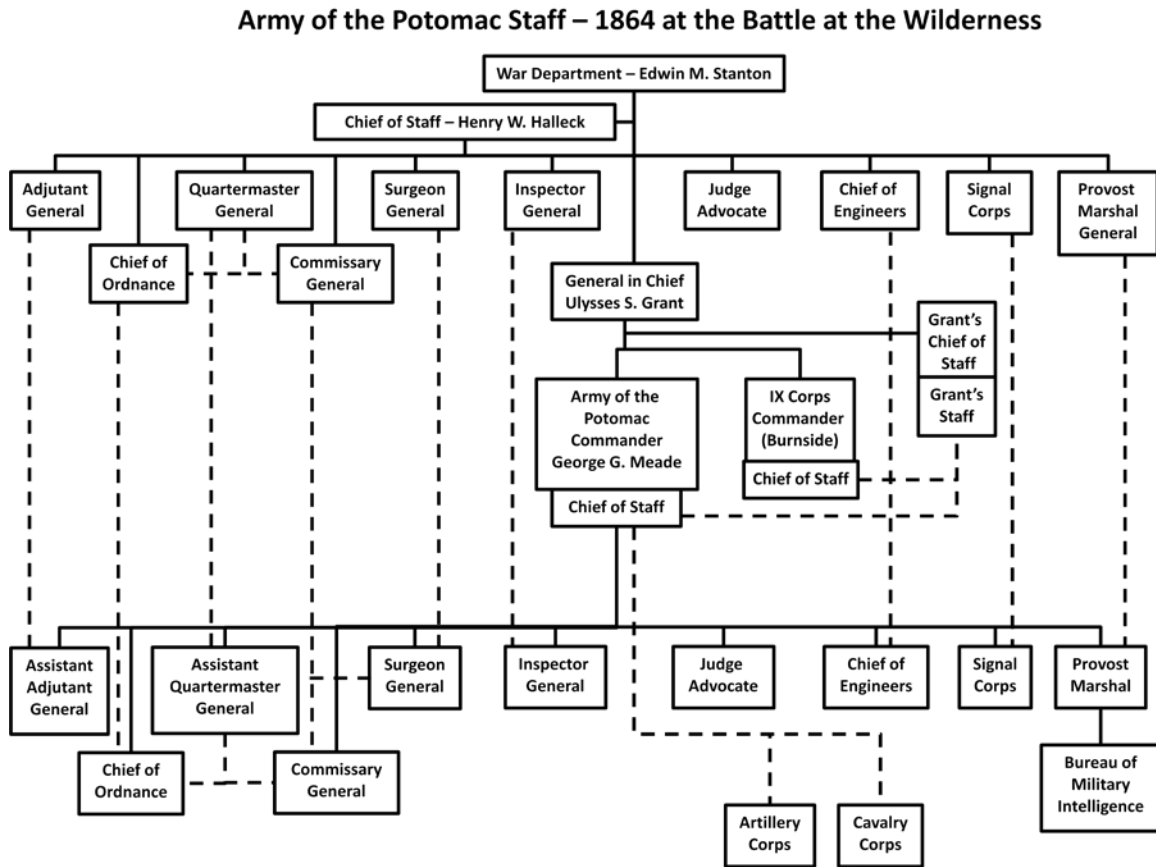 Army of the Potomac Staff – 1864 at the Battle at the Wilderness
War Department – Edwin M. Stanton
Chief of Staff – Henry W. Halleck
Adjutant
General
Quartermaster
General
Surgeon
General
Inspector
General
Judge
Advocate
Chief of
Engineers
Signal
Corps
Provost
Marshal
General
Chief of
Ordnance
Commissary
General
General in Chief
Ulysses S. Grant
Grant's
Chief of
Staff
Grant's
Staff
Army of the
Potomac
Commander
George G. Meade
Chief of Staff
IX Corps
Commander
(Burnside)
Chief of Staff
Assistant
Adjutant
General
Assistant
Quartermaster
General
Surgeon
General
Inspector
General
Judge
Advocate
Chief of
Engineers
Signal
Corps
Provost
Marshal
Chief of
Ordnance
Commissary
General
Bureau of
Military
Intelligence
Artillery
Corps
Cavalry
Corps